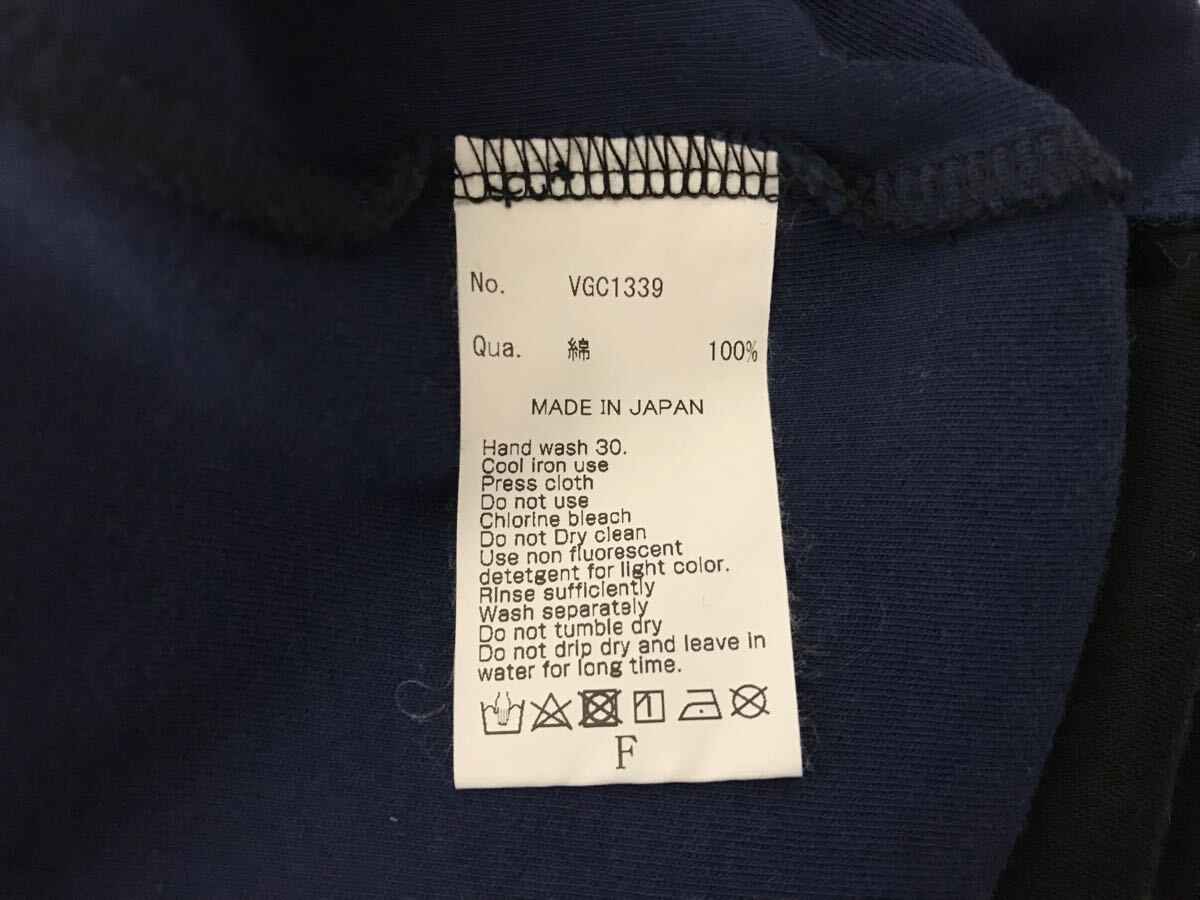 No. VGC1339
Qua. 綿 100%
MADE IN JAPAN
Hand wash 30.
Cool iron use
Press cloth
Do not use
Chlorine bleach
Do not Dry clean
Use non fluorescent
detetgent for light color.
Rinse sufficiently
Wash separately
Do not tumble dry
Do not drip dry and leave in
water for long time.
F